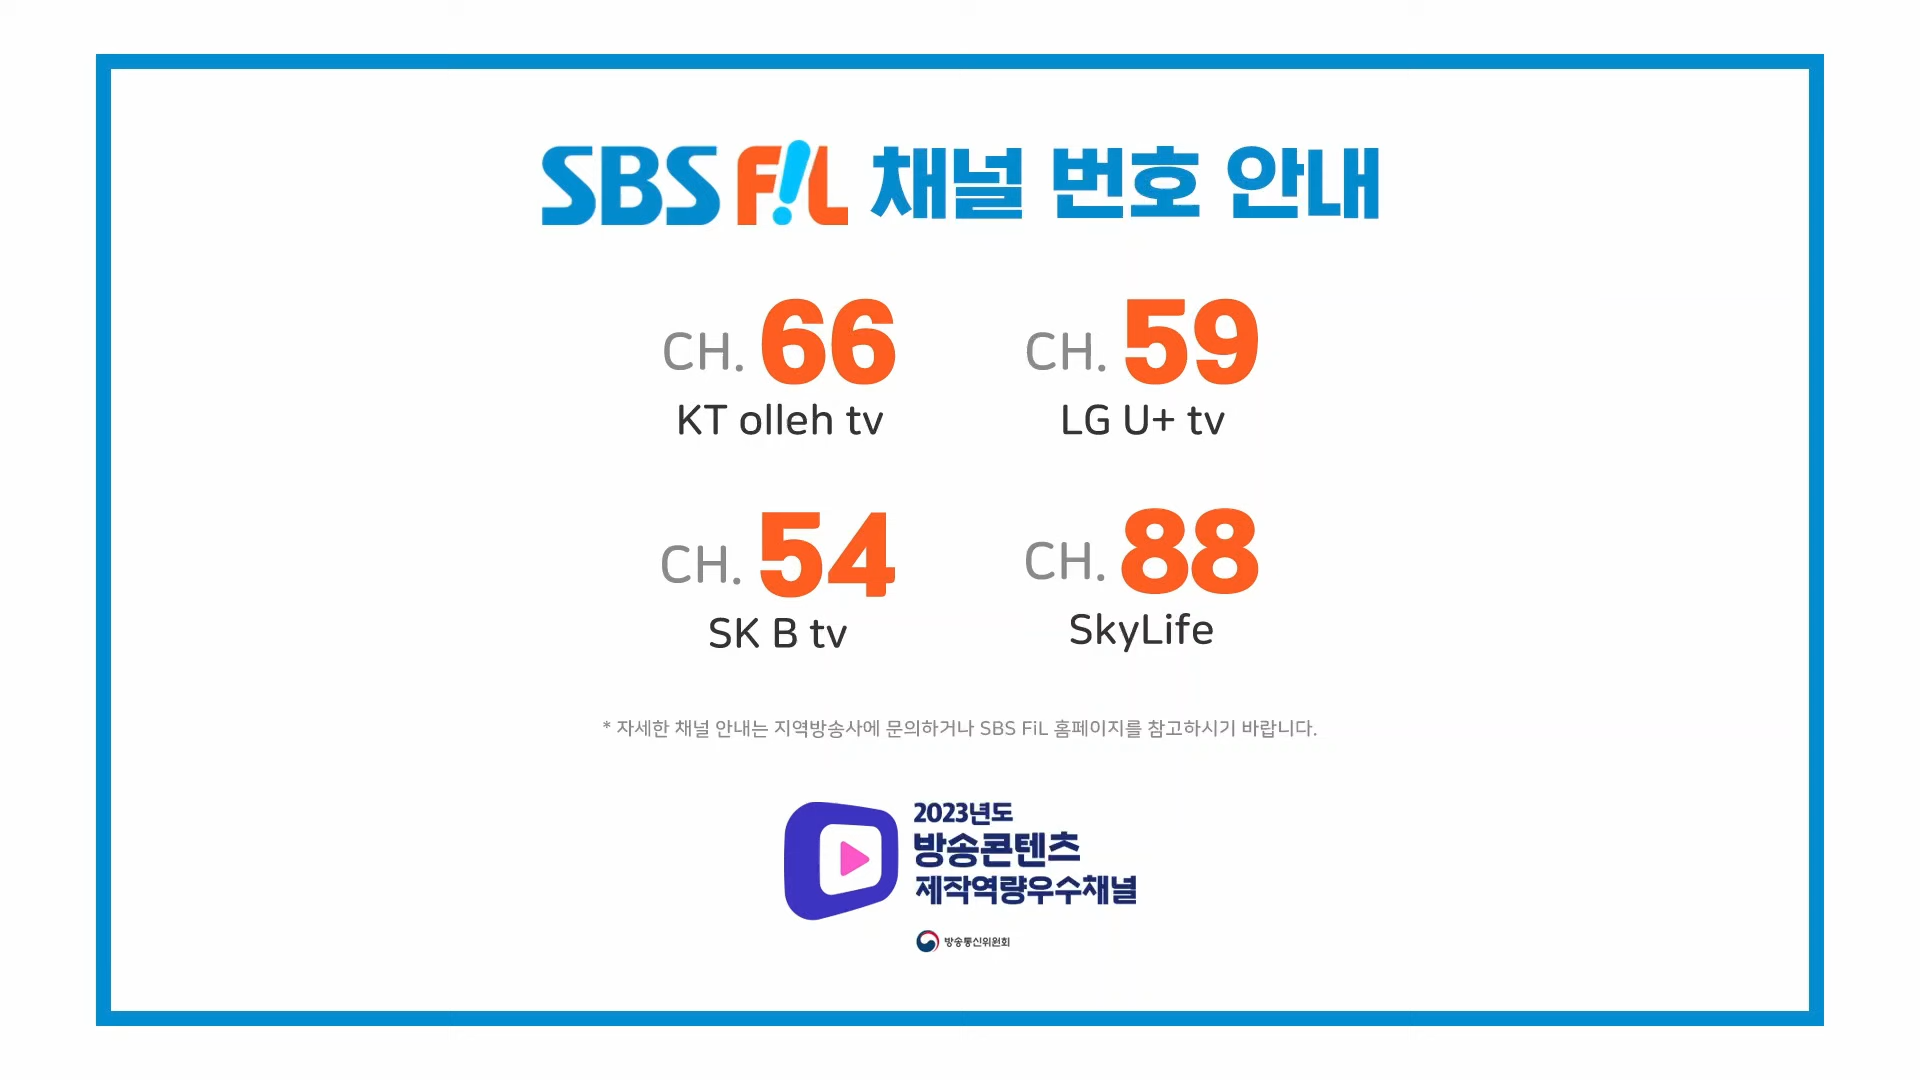 SBS F!L 채널 번호 안내
CH. 66
KT olleh tv
CH. 59
LG U+ tv
CH. 54
SK B tv
CH. 88
SkyLife
* 자세한 채널 안내는 지역방송사에 문의하거나 SBS FiL 홈페이지를 참고하시기 바랍니다.
2023년도
방송콘텐츠
제작역량우수채널
방송통신위원회